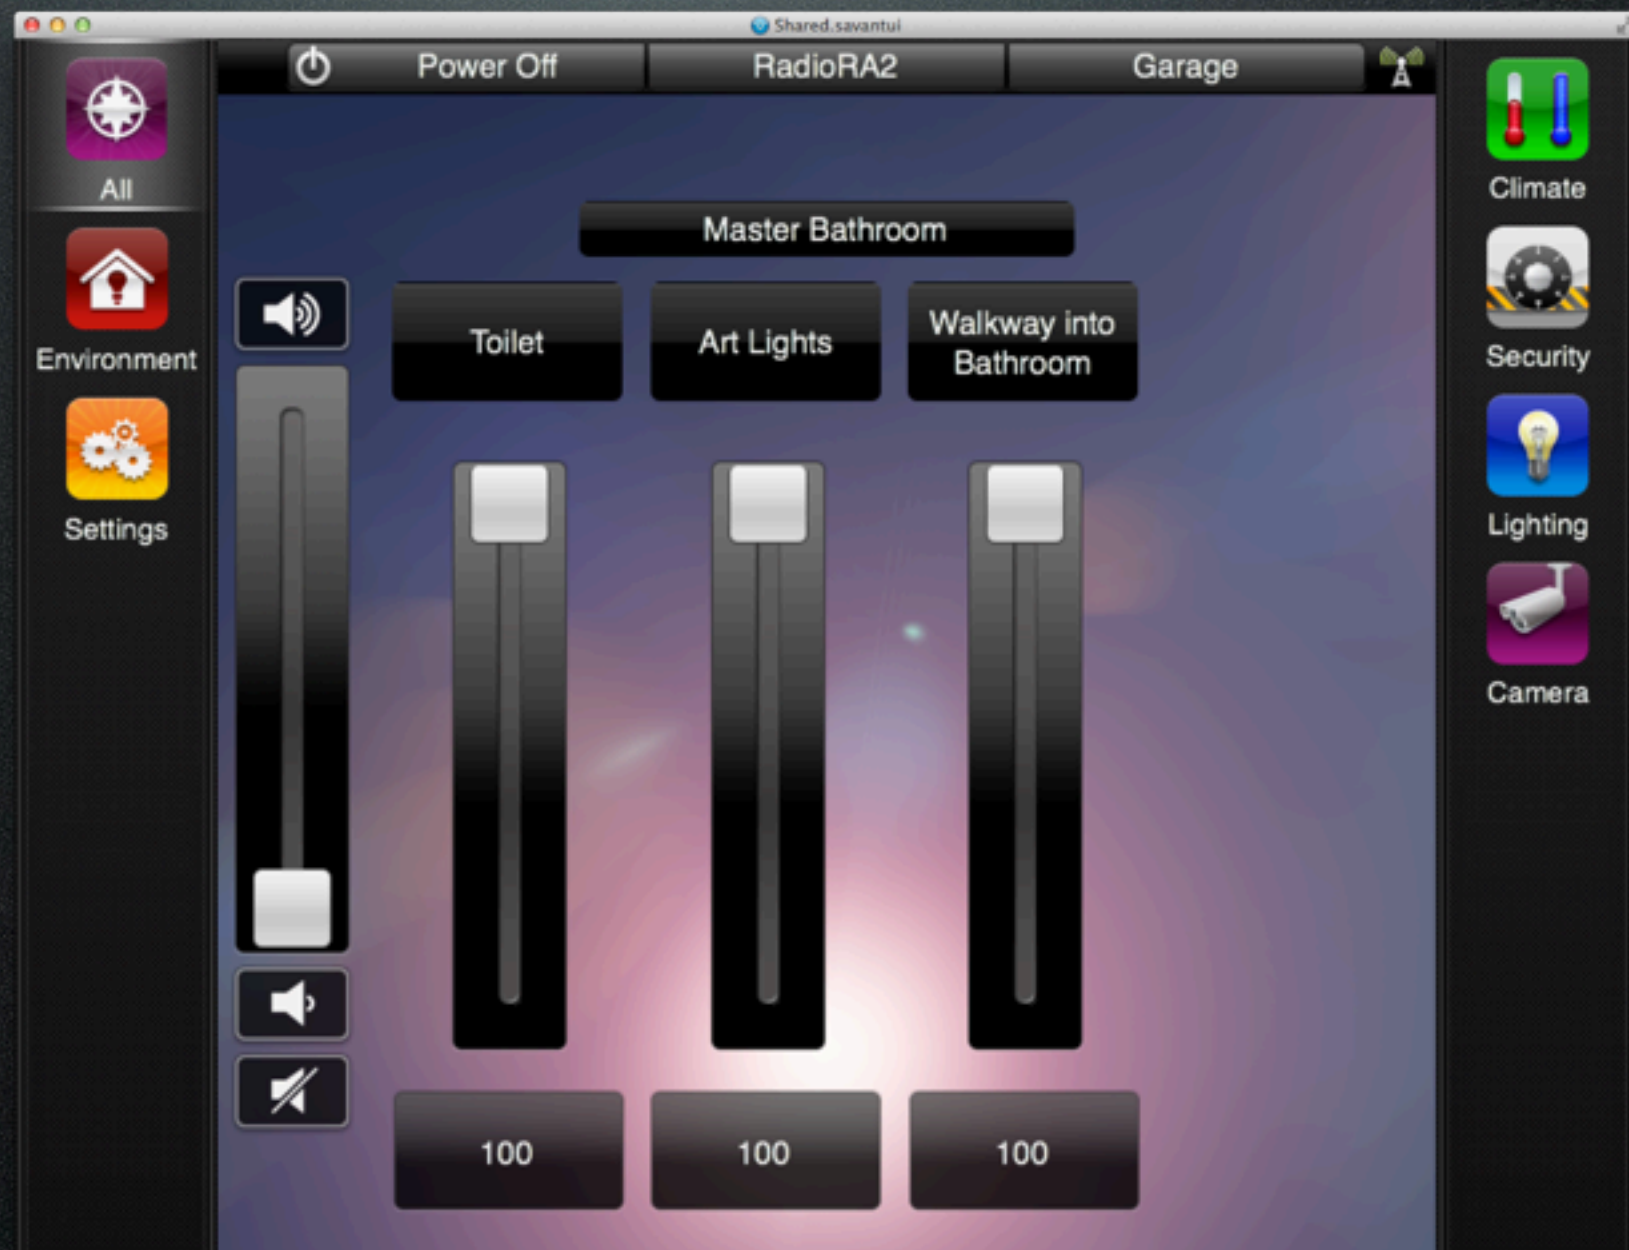 Shared.savantui
Power Off
RadioRA2
Garage
All
Environment
Settings
Master Bathroom
Toilet
Art Lights
Walkway into
Bathroom
100
100
100
Climate
Security
Lighting
Camera